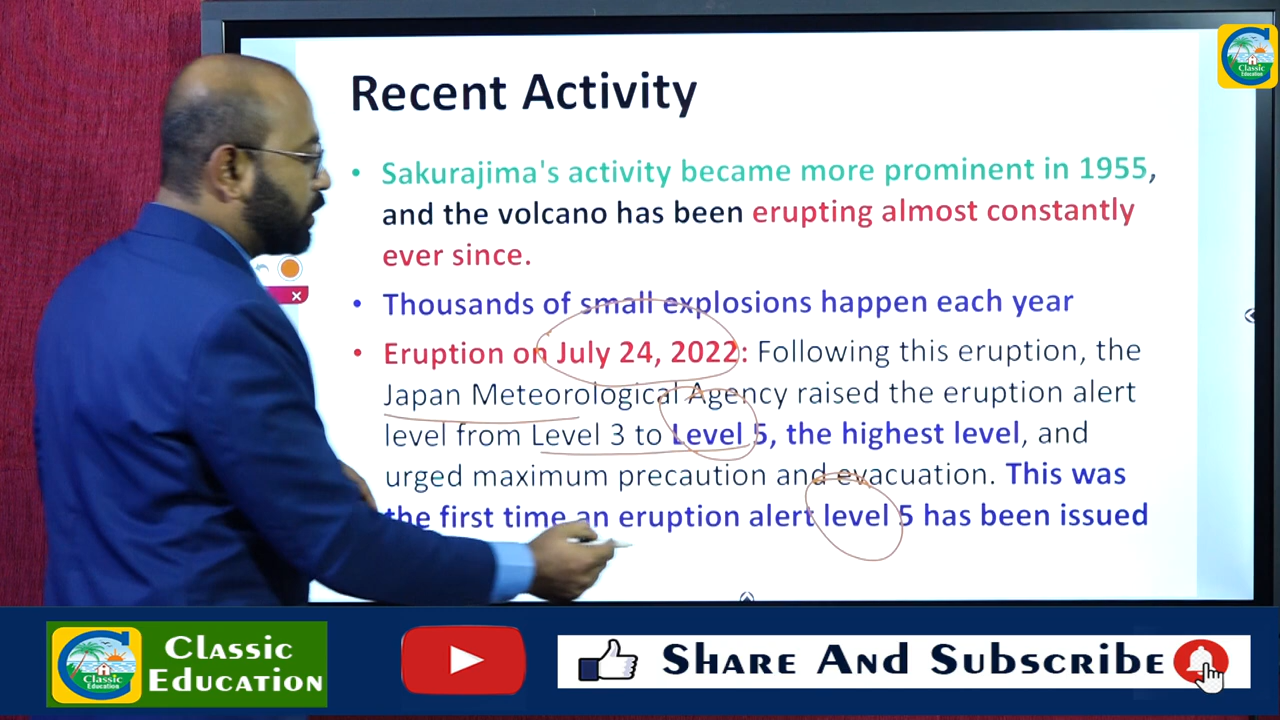 Recent Activity
• Sakurajima's activity became more prominent in 1955,
and the volcano has been erupting almost constantly
ever since.
• Thousands of small explosions happen each year
• Eruption on July 24, 2022: Following this eruption, the
Japan Meteorological Agency raised the eruption alert
level from Level 3 to Level 5, the highest level, and
urged maximum precaution and evacuation. This was
the first time an eruption alert level 5 has been issued
Classic
Education
Classic
Education
Classic
Education
Share And Subscribe